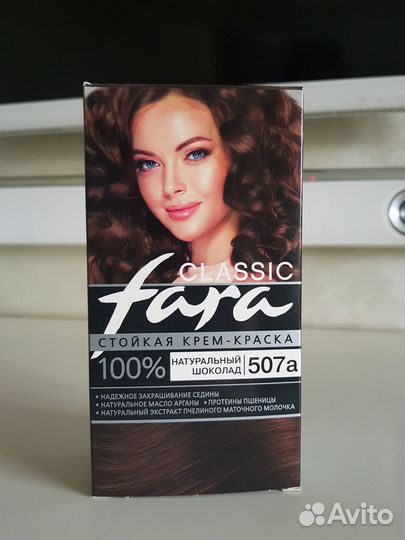 CLASSIC
fara
СТОЙКАЯ КРЕМ-КРАСКА
100% НАТУРАЛЬНЫЙ ШОКОЛАД 507а
• НАДЕЖНОЕ ЗАКРАШИВАНИЕ СЕДИНЫ
• НАТУРАЛЬНОЕ МАСЛО АРГАНЫ • ПРОТЕИНЫ ПШЕНИЦЫ
• НАТУРАЛЬНЫЙ ЭКСТРАКТ ПЧЕЛИНОГО МАТОЧНОГО МОЛОЧКА
Avito